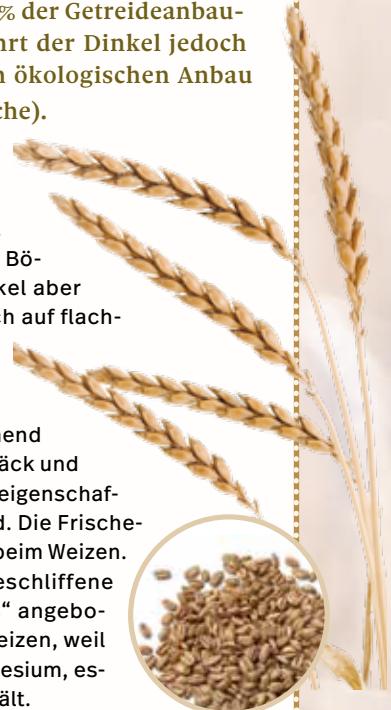 % der Getreideanbau-
hrt der Dinkel jedoch
ökologischen Anbau
che).
Bö-
kel aber
ch auf flach-
end
äck und
eigenschaf-
d. Die Frische-
beim Weizen.
eschliffene
“ angebo-
eizen, weil
esium, es-
ält.